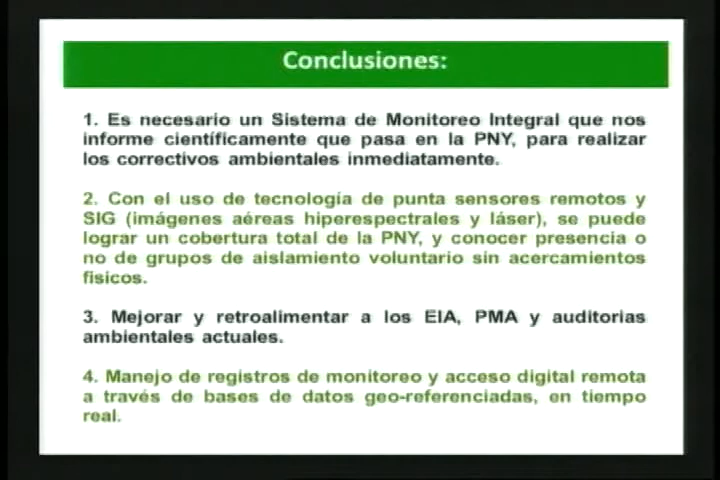 Conclusiones:
1. Es necesario un Sistema de Monitoreo Integral que nos
informe científicamente que pasa en la PNY, para realizar
los correctivos ambientales inmediatamente.
2. Con el uso de tecnología de punta sensores remotos y
SIG (imágenes aéreas hiperespectrales y láser), se puede
lograr un cobertura total de la PNY, y conocer presencia o
no de grupos de aislamiento voluntario sin acercamientos
físicos.
3. Mejorar y retroalimentar a los EIA, PMA y auditorias
ambientales actuales.
4. Manejo de registros de monitoreo y acceso digital remota
a través de bases de datos geo-referenciadas, en tiempo
real.